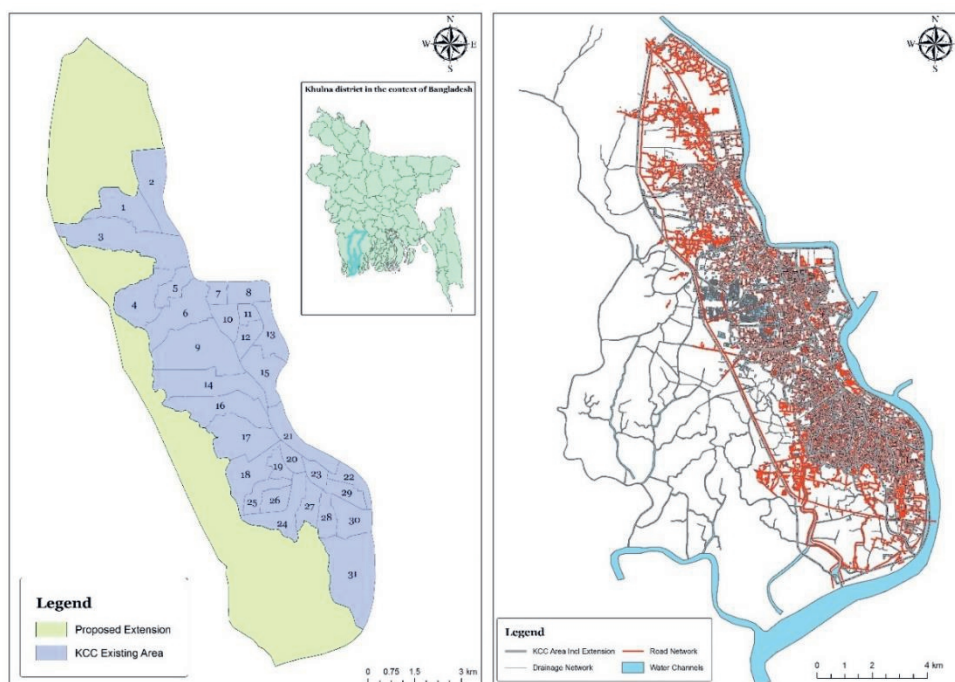 N
W E
S
Khulna district in the context of Bangladesh
2
1
3
5
4
6
7
8
10
11
12
13
9
15
14
16
17
21
20
18
19
23
22
29
25
26
27
28
30
24
31
Legend
Proposed Extension
KCC Existing Area
0 0.75 1.5 3 km
N
W E
S
Legend
KCC Area Incl Extension
Road Network
Drainage Network
Water Channels
0 1 2 4 km